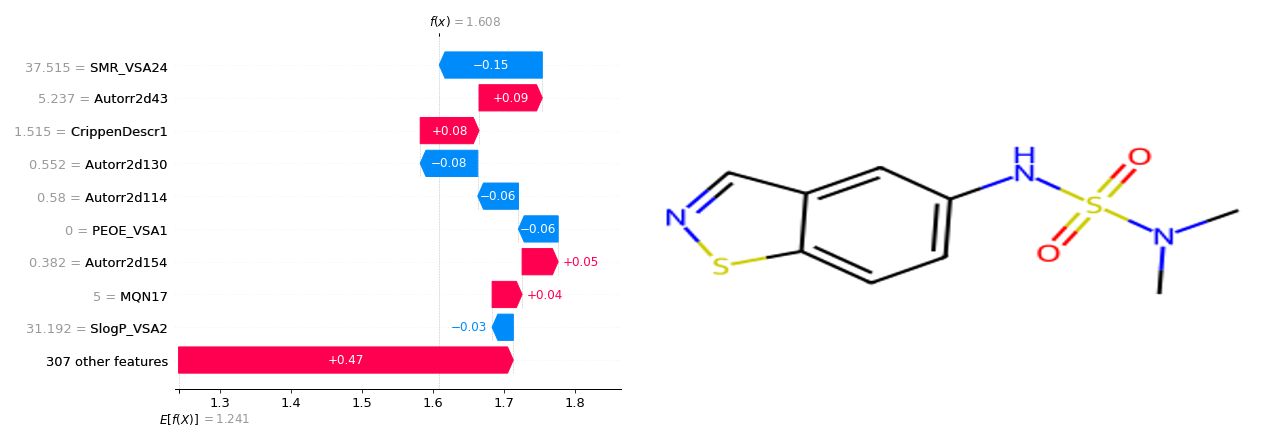 f(x) = 1.608
37.515 = SMR_VSA24
−0.15
5.237 = Autorr2d43
+0.09
1.515 = CrippenDescr1
+0.08
0.552 = Autorr2d130
−0.08
0.58 = Autorr2d114
−0.06
0 = PEOE_VSA1
−0.06
0.382 = Autorr2d154
+0.05
5 = MQN17
+0.04
31.192 = SlogP_VSA2
−0.03
307 other features
+0.47
1.3 1.4 1.5 1.6 1.7 1.8
E[f(X)] = 1.241
H
N
O
N
S
N
O
S